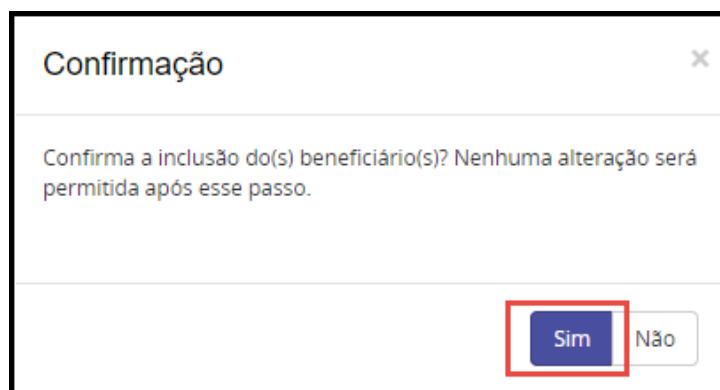 Confirmação
×
Confirma a inclusão do(s) beneficiário(s)? Nenhuma alteração será
permitida após esse passo.
Sim Não